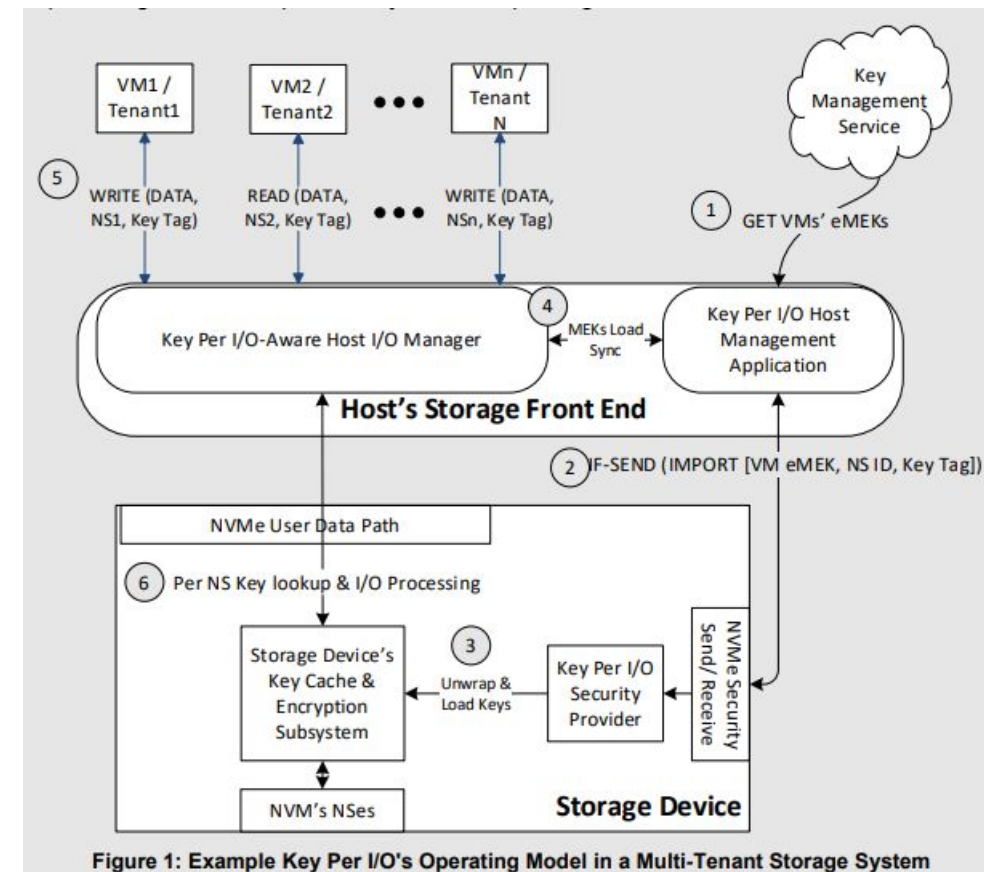 VM1 /
Tenant1
VM2 /
Tenant2
VMn /
Tenant
N
Key
Management
Service
5
WRITE (DATA,
NS1, Key Tag)
READ (DATA,
NS2, Key Tag)
WRITE (DATA,
NSn, Key Tag)
1
GET VMs' eMEKs
Key Per I/O-Aware Host I/O Manager
4
MEKs Load
Sync
Key Per I/O Host
Management
Application
Host's Storage Front End
2
IF-SEND (IMPORT [VM eMEK, NS ID, Key Tag])
NVMe User Data Path
6
Per NS Key lookup & I/O Processing
Storage Device's
Key Cache &
Encryption
Subsystem
3
Unwrap &
Load Keys
Key Per I/O
Security
Provider
NVMe Security
Send/ Receive
NVM's NSes
Storage Device
Figure 1: Example Key Per I/O's Operating Model in a Multi-Tenant Storage System